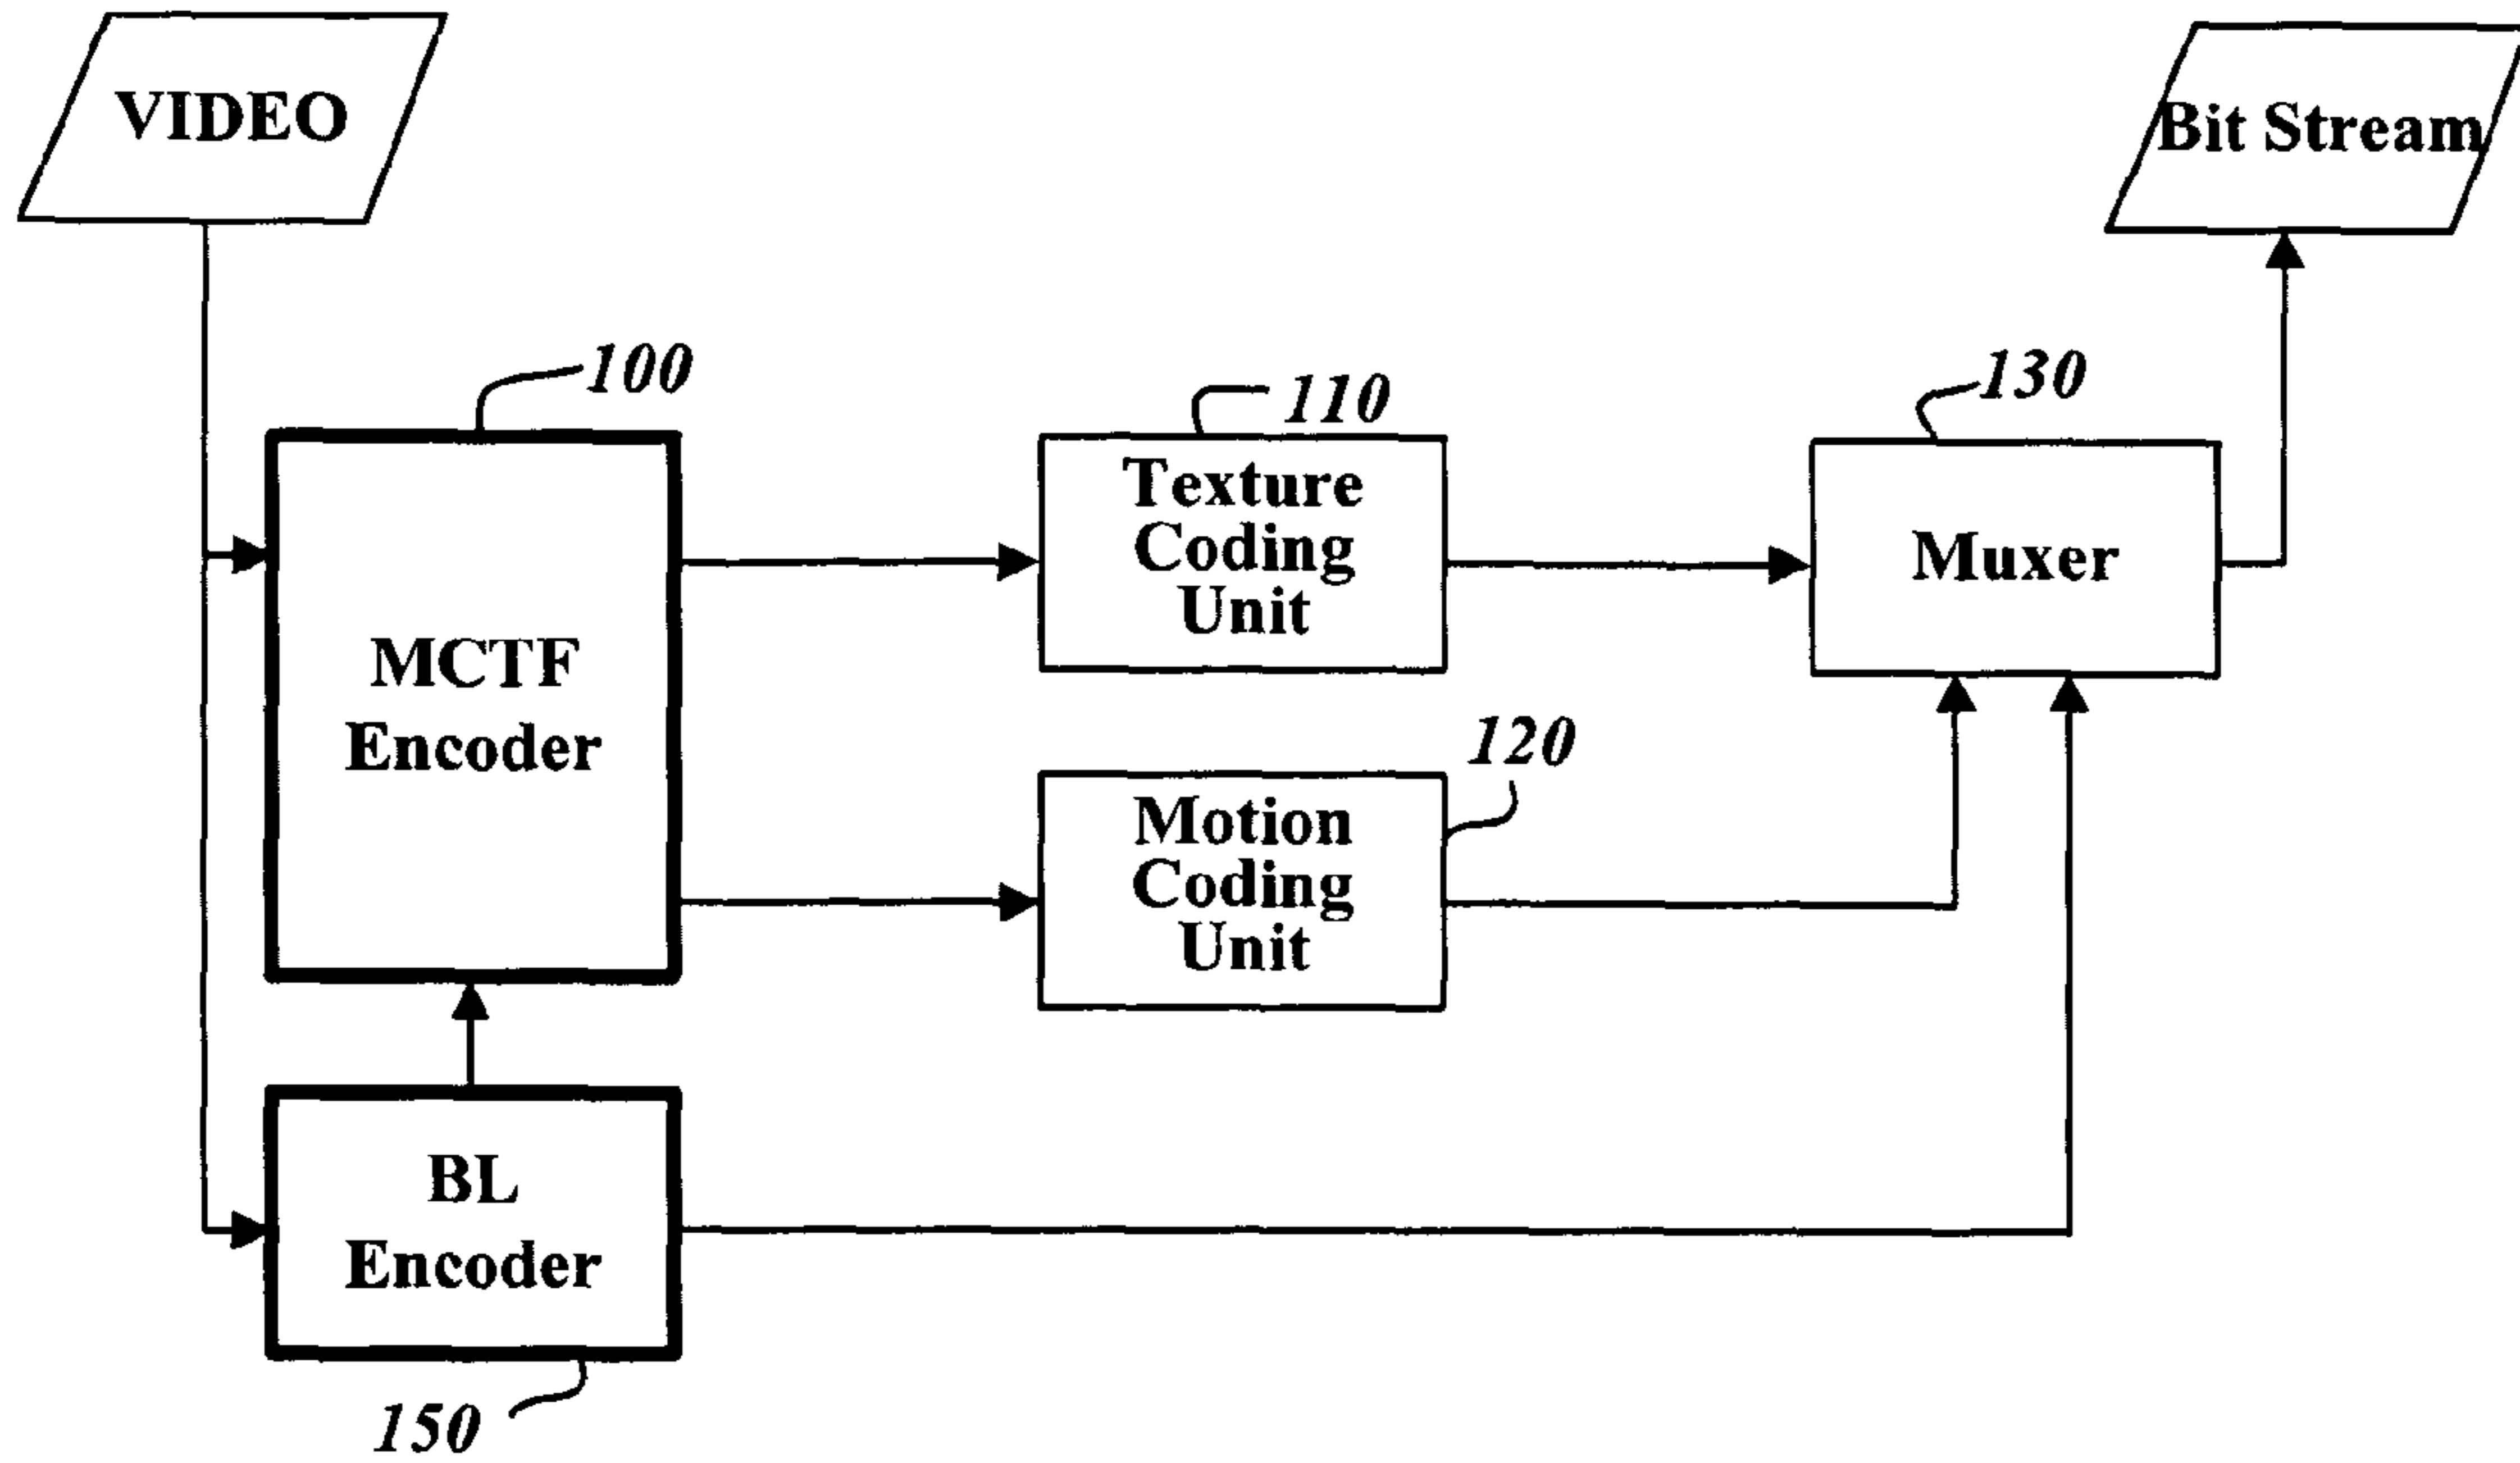 VIDEO
Bit Stream
100
110
130
Texture
Coding
Unit
Muxer
MCTF
Encoder
120
Motion
Coding
Unit
BL
Encoder
150